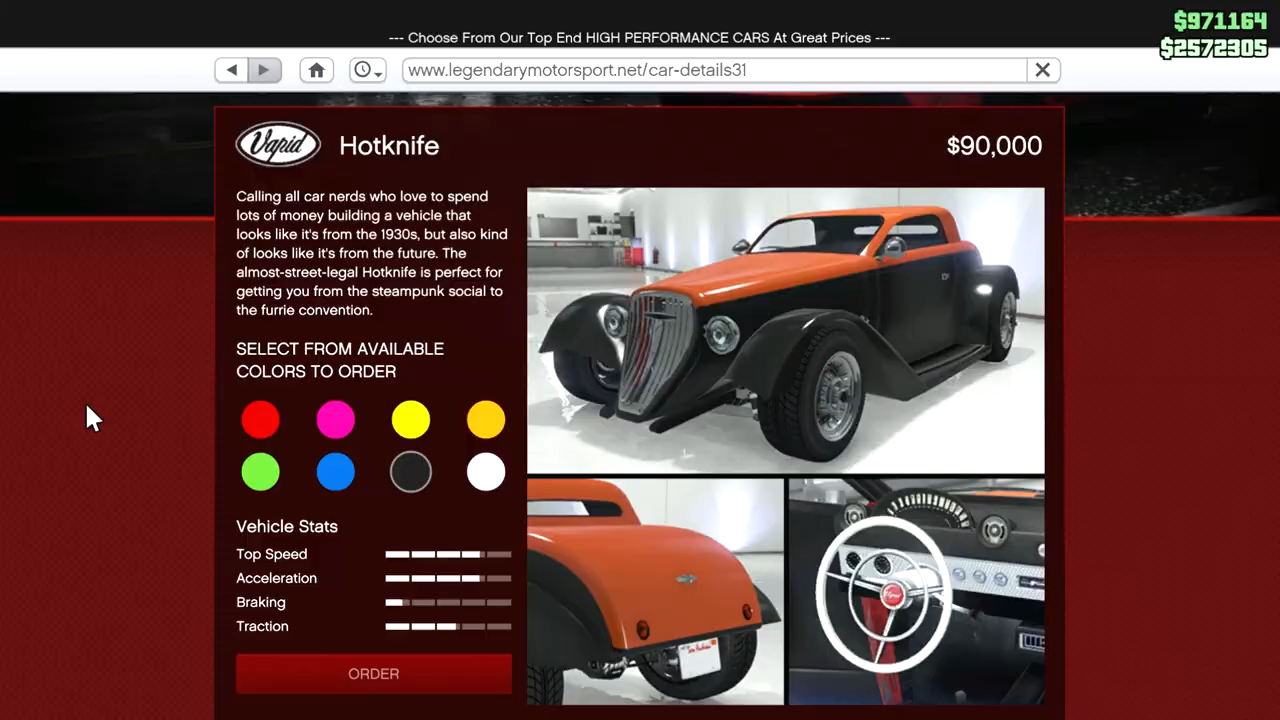 $971164
--- Choose From Our Top End HIGH PERFORMANCE CARS At Great Prices ---
$2572305
www.legendarymotorsport.net/car-details31
Vapid
Hotknife
$90,000
Calling all car nerds who love to spend
lots of money building a vehicle that
looks like it's from the 1930s, but also kind
of looks like it's from the future. The
almost-street-legal Hotknife is perfect for
getting you from the steampunk social to
the furrie convention.
SELECT FROM AVAILABLE
COLORS TO ORDER
Vehicle Stats
Top Speed
Acceleration
Braking
Traction
ORDER